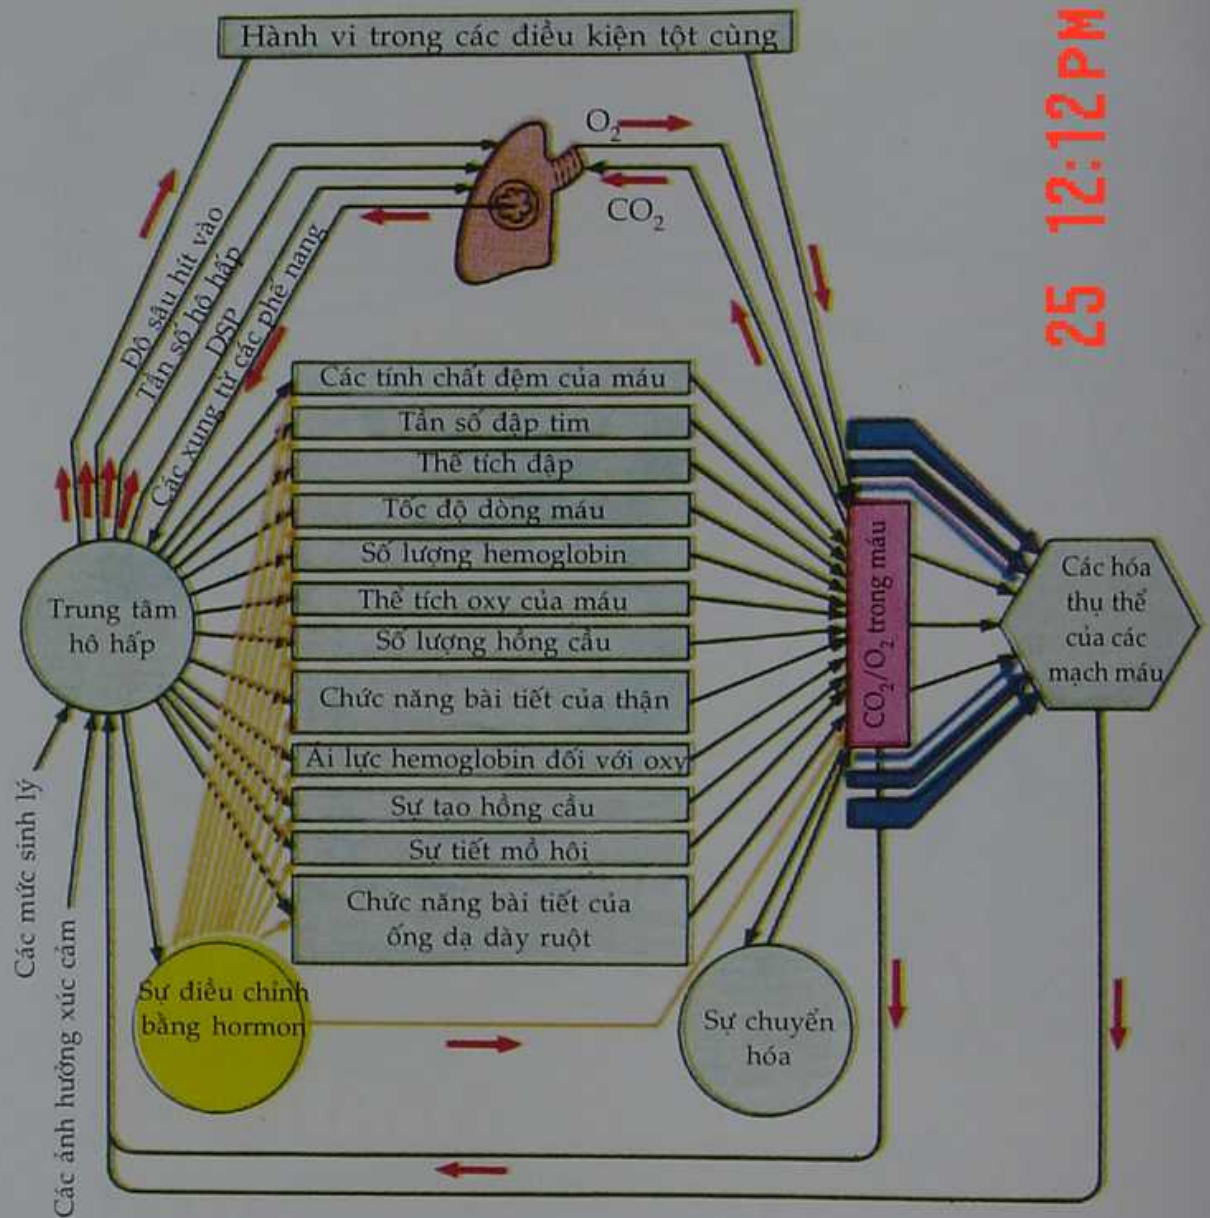 Hành vi trong các điều kiện tột cùng
25 12:12PM
O₂
CO₂
Độ sâu hít vào
Tần số hô hấp
DSP
Các xung từ các phế nang
Các tính chất đệm của máu
Tần số dập tim
Thể tích dập
Tốc độ dòng máu
Số lượng hemoglobin
Thể tích oxy của máu
Số lượng hồng cầu
Chức năng bài tiết của thận
Ái lực hemoglobin đối với oxy
Sự tạo hồng cầu
Sự tiết mồ hôi
Chức năng bài tiết của
ống dạ dày ruột
Trung tâm
hô hấp
CO₂/O₂ trong máu
Các hóa
thụ thể
của các
mạch máu
Các mức sinh lý
Các ảnh hưởng xúc cảm
Sự điều chỉnh
bằng hormon
Sự chuyển
hóa